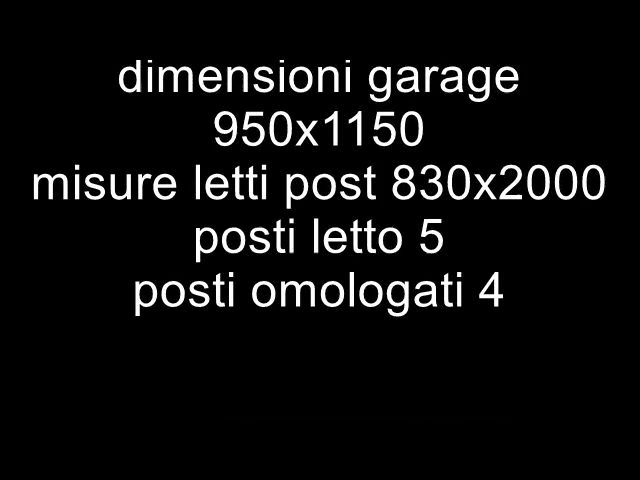 dimensioni garage
950x1150
misure letti post 830x2000
posti letto 5
posti omologati 4